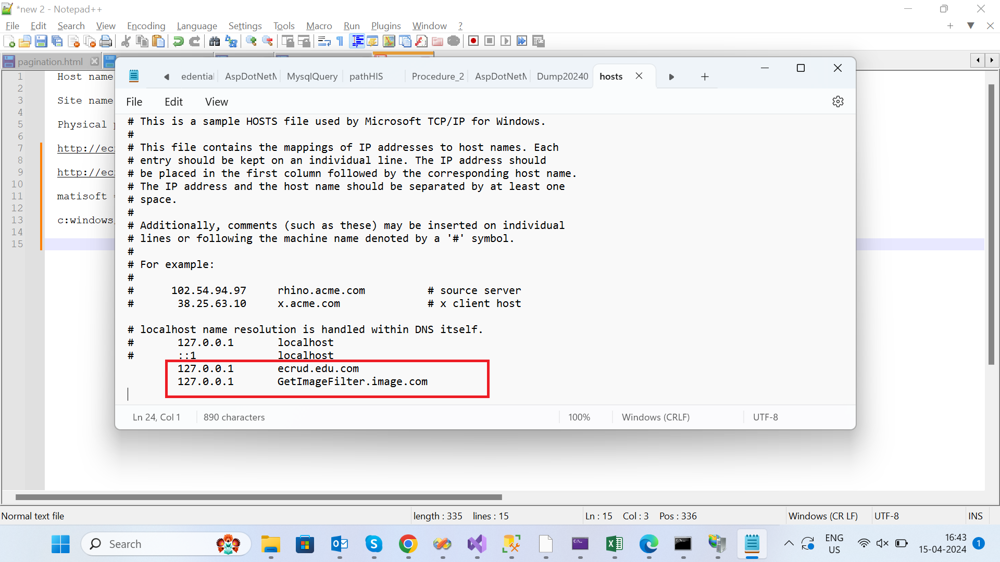 *new 2 - Notepad++
File Edit Search View Encoding Language Settings Tools Macro Run Plugins Window ?
pagination.html
1 Host name
2
3 Site name
4
5 Physical
6
7 http://ec
8
9 http://ec
10
11 matisoft
12
13 c:windows
14
15
edential AspDotNetM MysqlQuery pathHIS Procedure_2 AspDotNetM Dump20240 hosts
File Edit View
# This is a sample HOSTS file used by Microsoft TCP/IP for Windows.
#
# This file contains the mappings of IP addresses to host names. Each
# entry should be kept on an individual line. The IP address should
# be placed in the first column followed by the corresponding host name.
# The IP address and the host name should be separated by at least one
# space.
#
# Additionally, comments (such as these) may be inserted on individual
# lines or following the machine name denoted by a '#' symbol.
#
# For example:
#
# 102.54.94.97 rhino.acme.com # source server
# 38.25.63.10 x.acme.com # x client host
# localhost name resolution is handled within DNS itself.
# 127.0.0.1 localhost
# ::1 localhost
127.0.0.1 ecrud.edu.com
127.0.0.1 GetImageFilter.image.com
Ln 24, Col 1 890 characters 100% Windows (CRLF) UTF-8
Normal text file length : 335 lines : 15 Ln : 15 Col : 3 Pos : 336 Windows (CR LF) UTF-8 INS
Search
ENG
US
16:43
15-04-2024
1